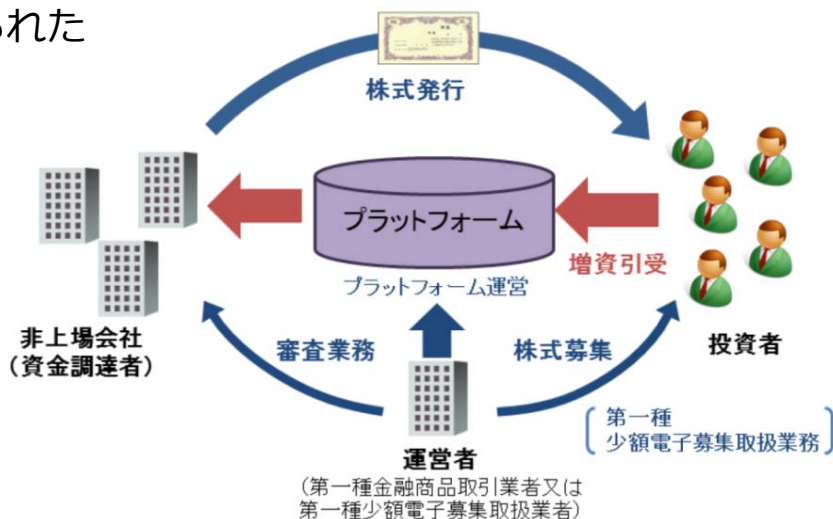 られた
株式発行
プラットフォーム
増資引受
プラットフォーム運営
非上場会社
（資金調達者）
審査業務
株式募集
投資者
第一種
少額電子募集取扱業務
運営者
（第一種金融商品取引業者又は
第一種少額電子募集取扱業者）